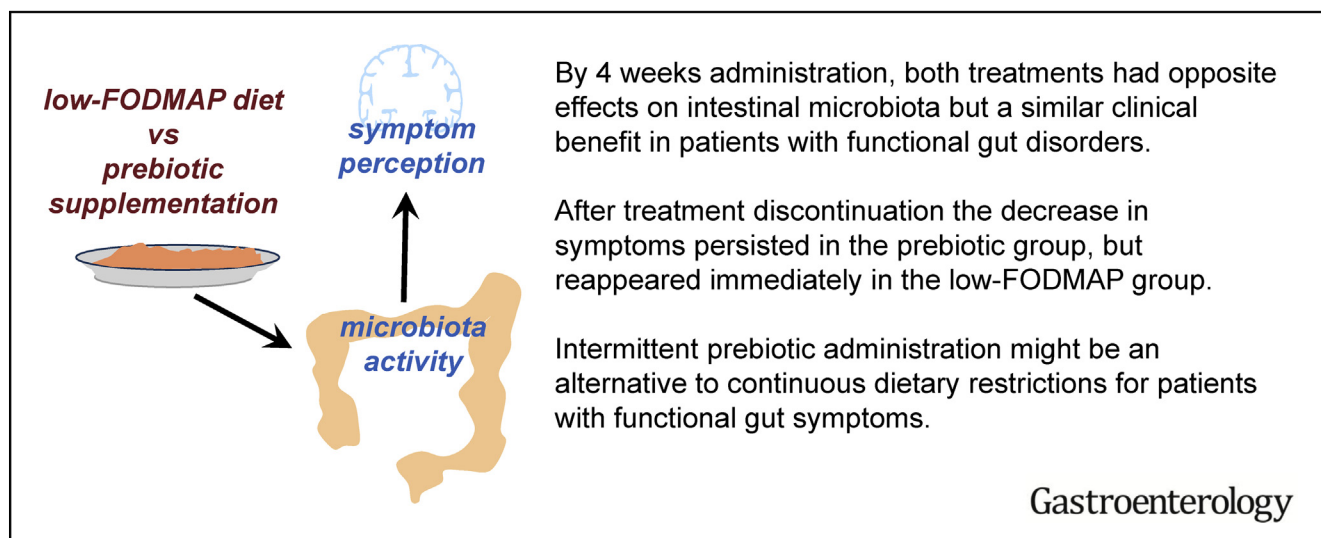 low-FODMAP diet
vs
prebiotic
supplementation
symptom
perception
microbiota
activity
By 4 weeks administration, both treatments had opposite
effects on intestinal microbiota but a similar clinical
benefit in patients with functional gut disorders.
After treatment discontinuation the decrease in
symptoms persisted in the prebiotic group, but
reappeared immediately in the low-FODMAP group.
Intermittent prebiotic administration might be an
alternative to continuous dietary restrictions for patients
with functional gut symptoms.
Gastroenterology